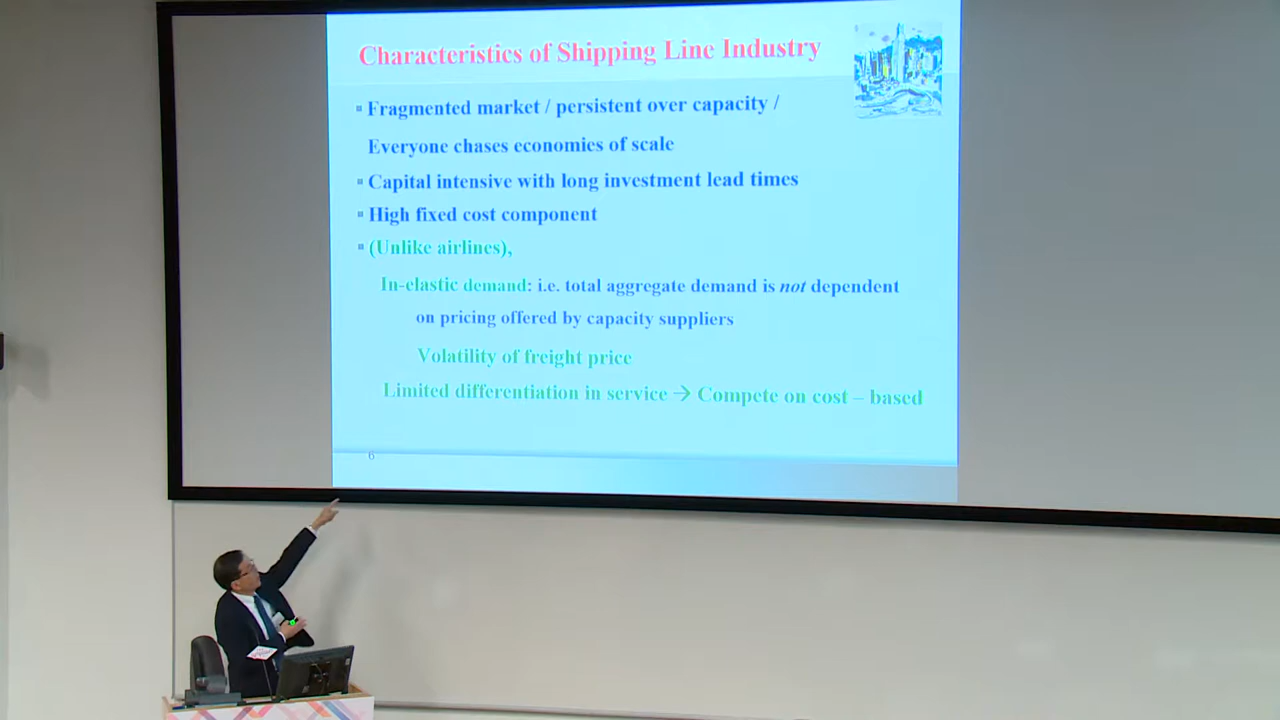 Characteristics of Shipping Line Industry
Fragmented market / persistent over capacity /
Everyone chases economies of scale
Capital intensive with long investment lead times
High fixed cost component
(Unlike airlines),
In-elastic demand: i.e. total aggregate demand is not dependent
on pricing offered by capacity suppliers
Volatility of freight price
Limited differentiation in service → Compete on cost – based
6